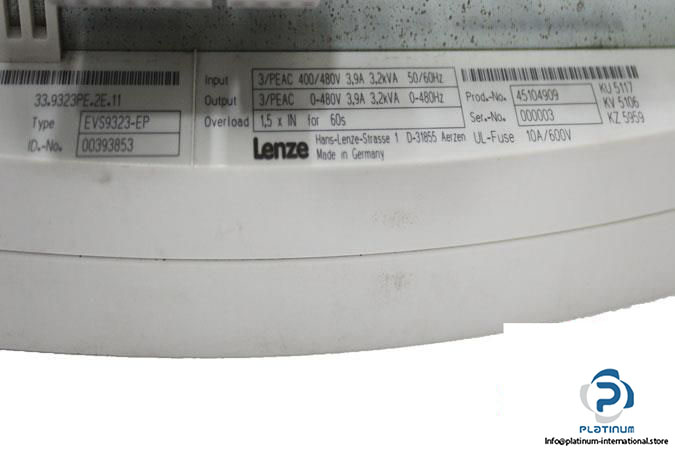 33.9323PE.2E.11
Type EVS9323-EP
ID.-No. 00393853
Input 3/PEAC 400/480V 3,9A 3,2kVA 50/60Hz
Output 3/PEAC 0-480V 3,9A 3,2kVA 0-480Hz
Overload 1,5 x IN for 60s
Lenze Hans-Lenze-Strasse 1 D-31855 Aerzen
Made in Germany
Prod.-No. 45104909
Ser.-No. 000003
UL-Fuse 10A/600V
KU 5117
KV 5106
KZ 5959
PLATINUM
info@platinum-international.store